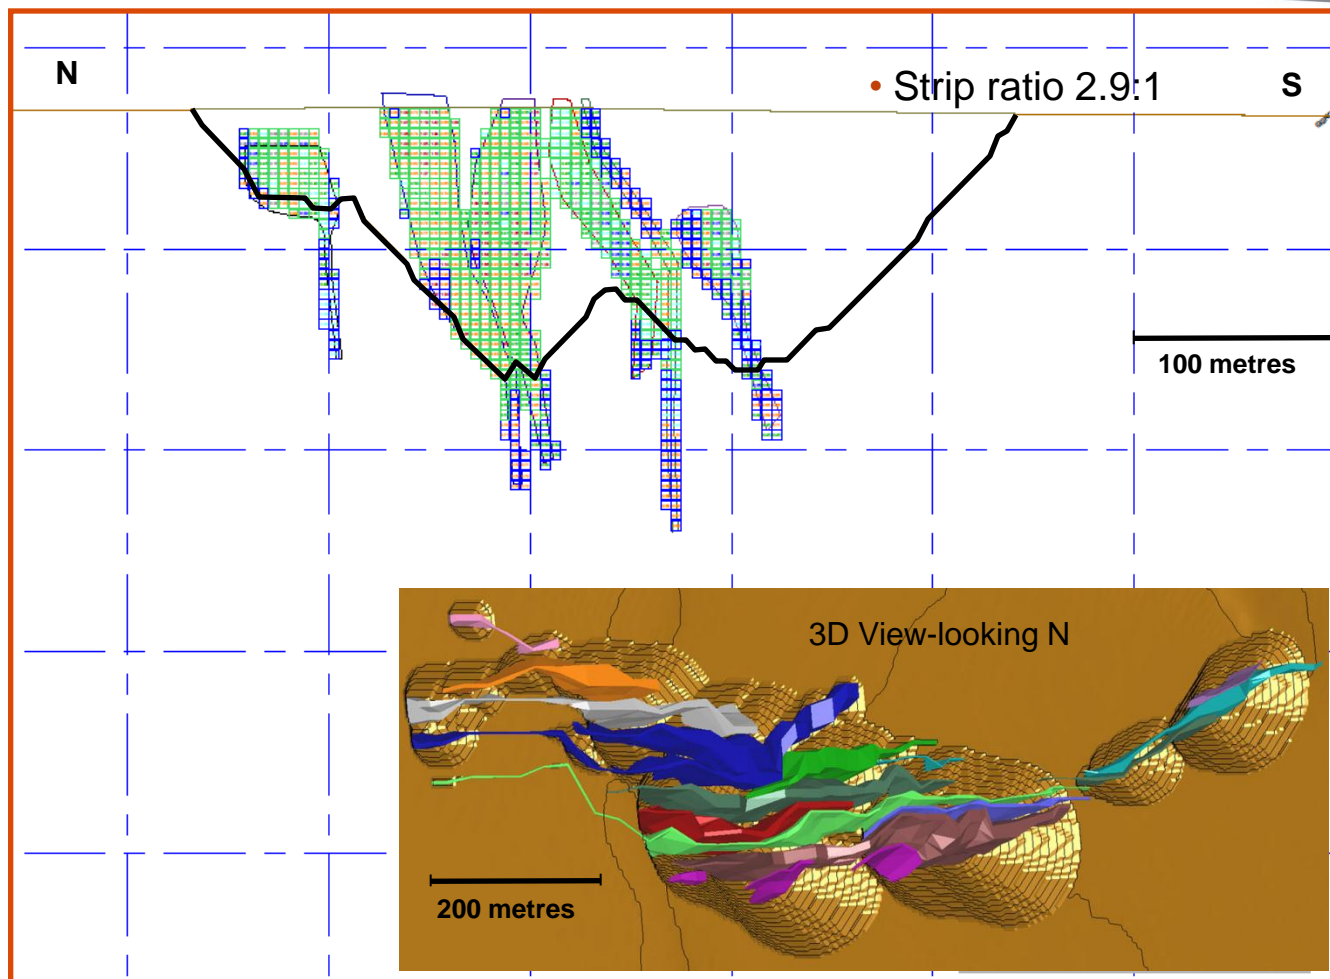 N
• Strip ratio 2.9:1
S
100 metres
3D View-looking N
200 metres